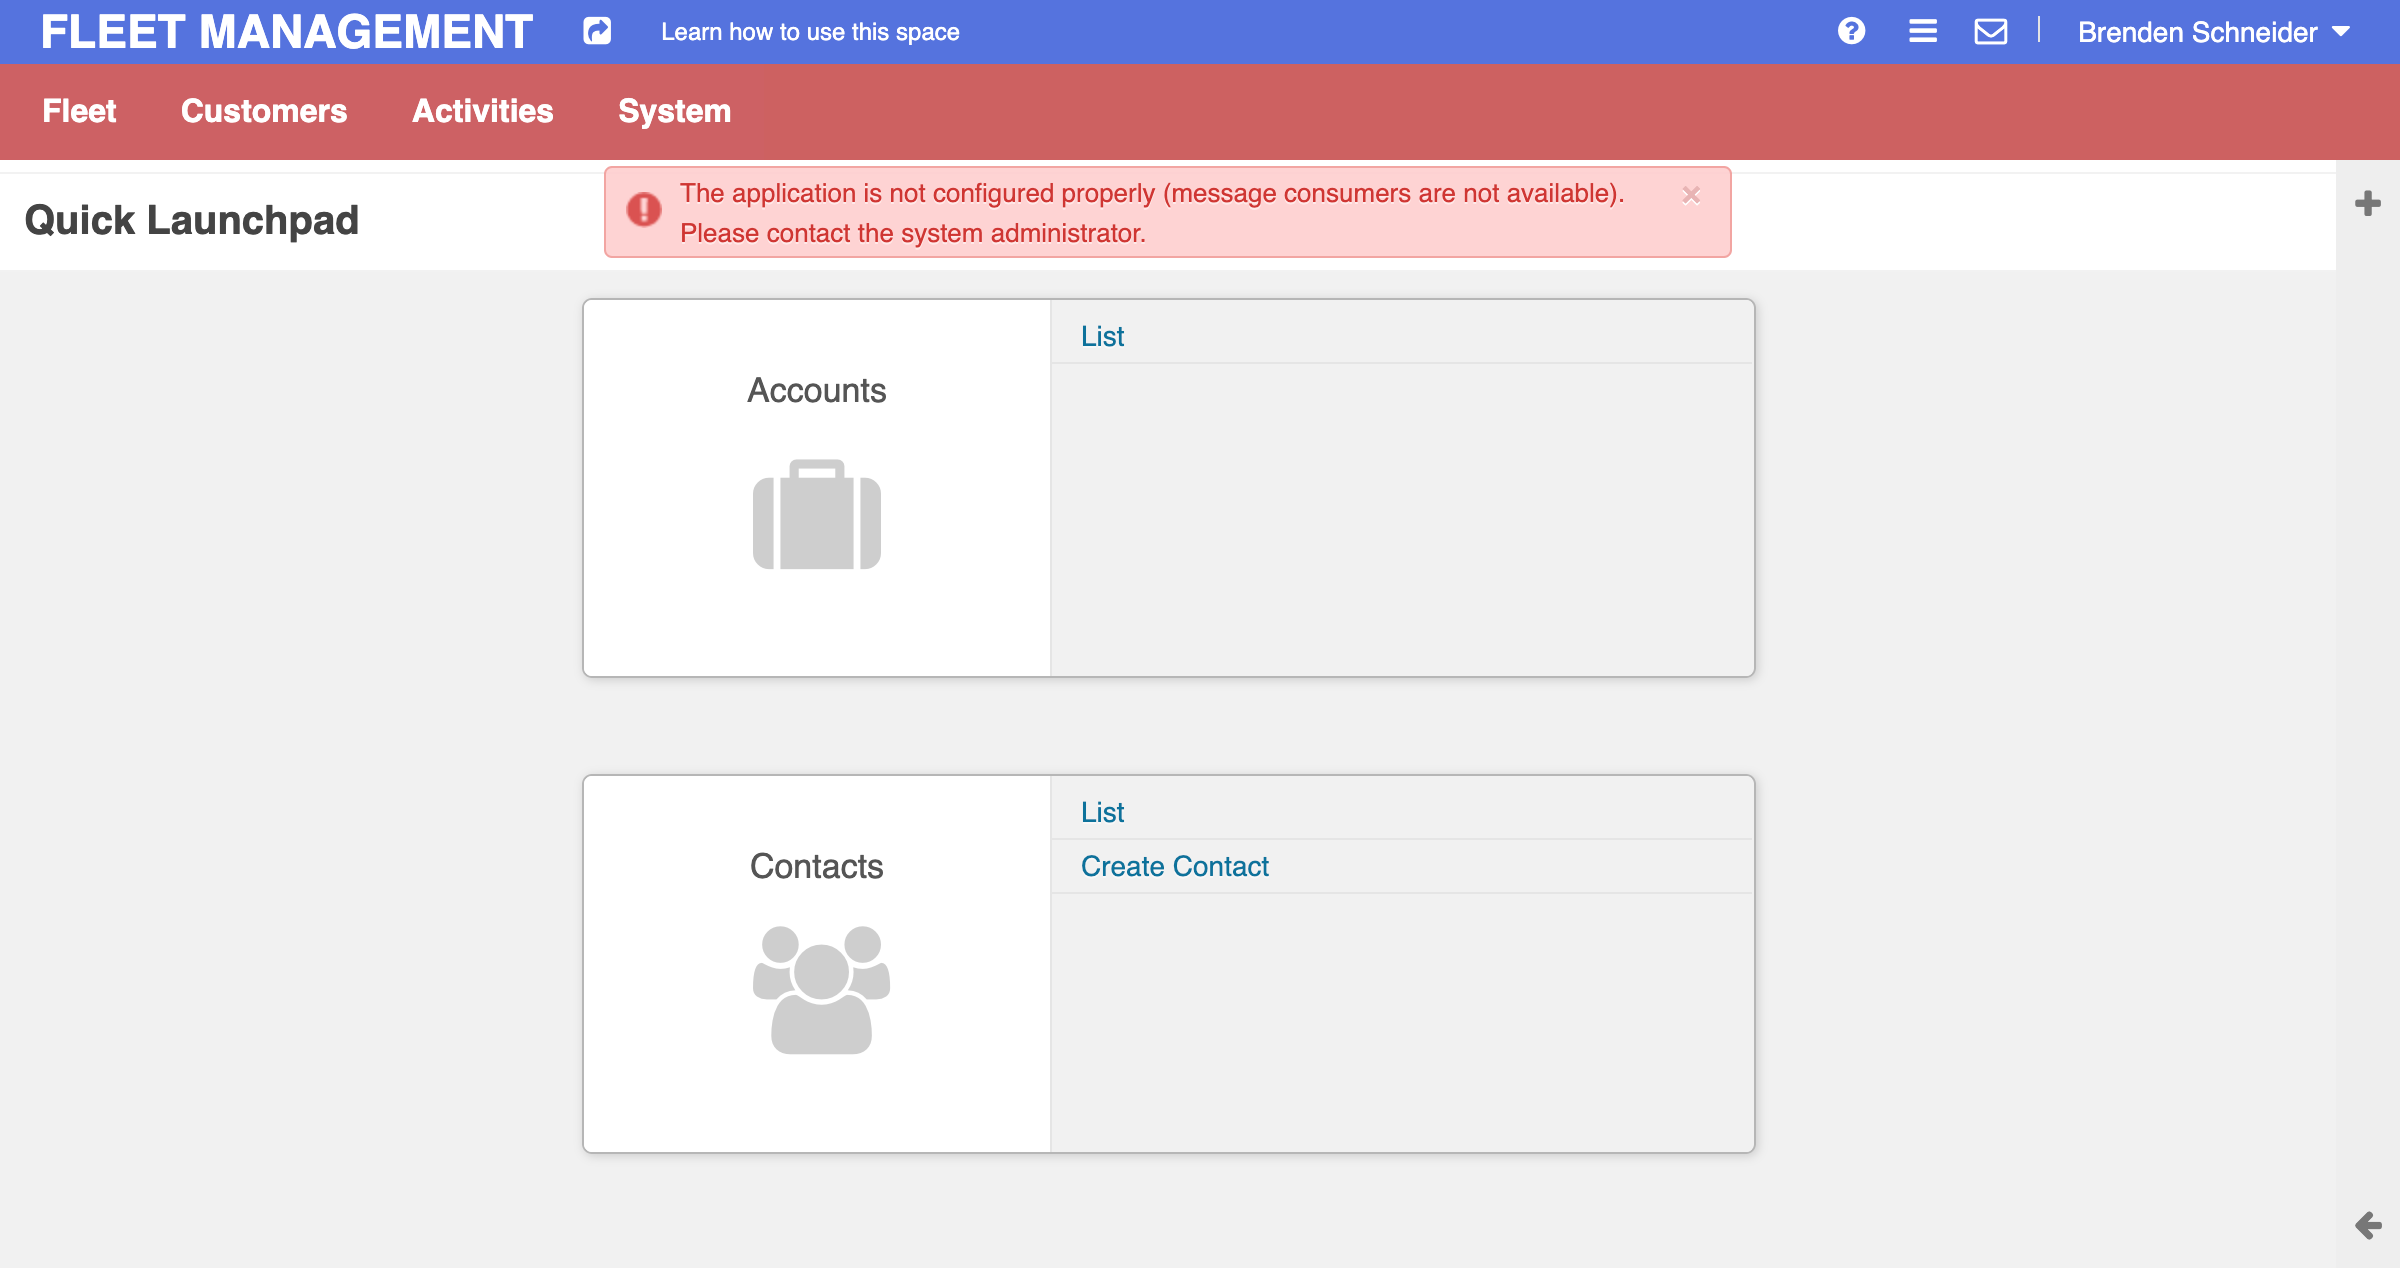 FLEET MANAGEMENT
Learn how to use this space
Brenden Schneider
Fleet
Customers
Activities
System
Quick Launchpad
The application is not configured properly (message consumers are not available).
Please contact the system administrator.
Accounts
List
Contacts
List
Create Contact